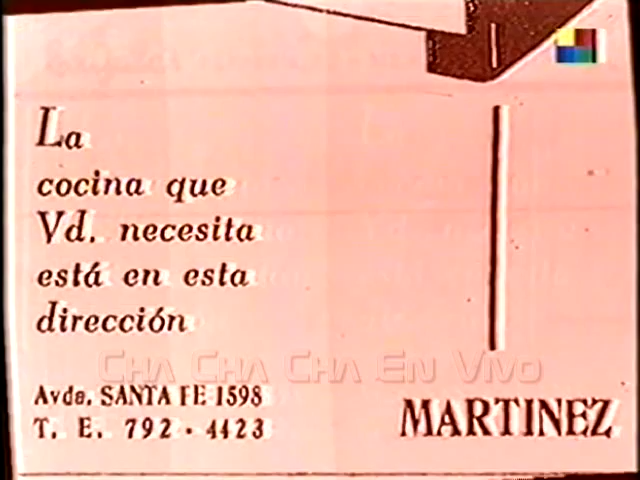 La
cocina que
Vd. necesita
está en esta
dirección
Cha Cha Cha En Vivo
Avda. SANTA FE 1598
T. E. 792 - 4423
MARTINEZ